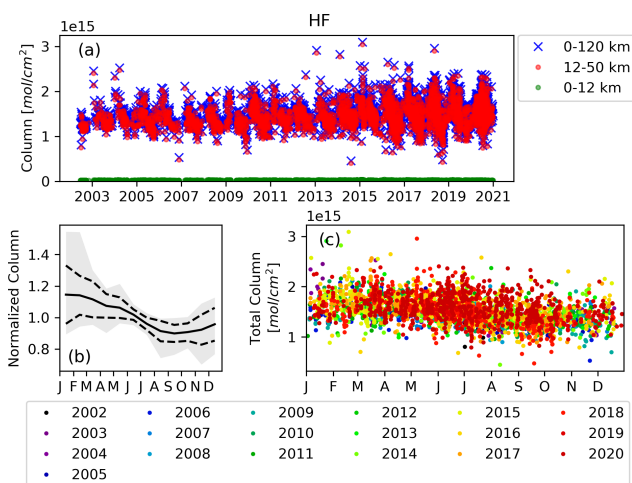 HF
1e15
3
2
1
0
Column [mol/cm²]
(a)
2003 2005 2007 2009 2011 2013 2015 2017 2019 2021
0-120 km
12-50 km
0-12 km
1.4
1.2
1.0
0.8
Normalized Column
(b)
J F M A M J J A S O N D
1e15
3
2
1
Total Column
[mol/cm²]
(c)
J F M A M J J A S O N D
2002 2006 2009 2012 2015 2018
2003 2007 2010 2013 2016 2019
2004 2008 2011 2014 2017 2020
2005